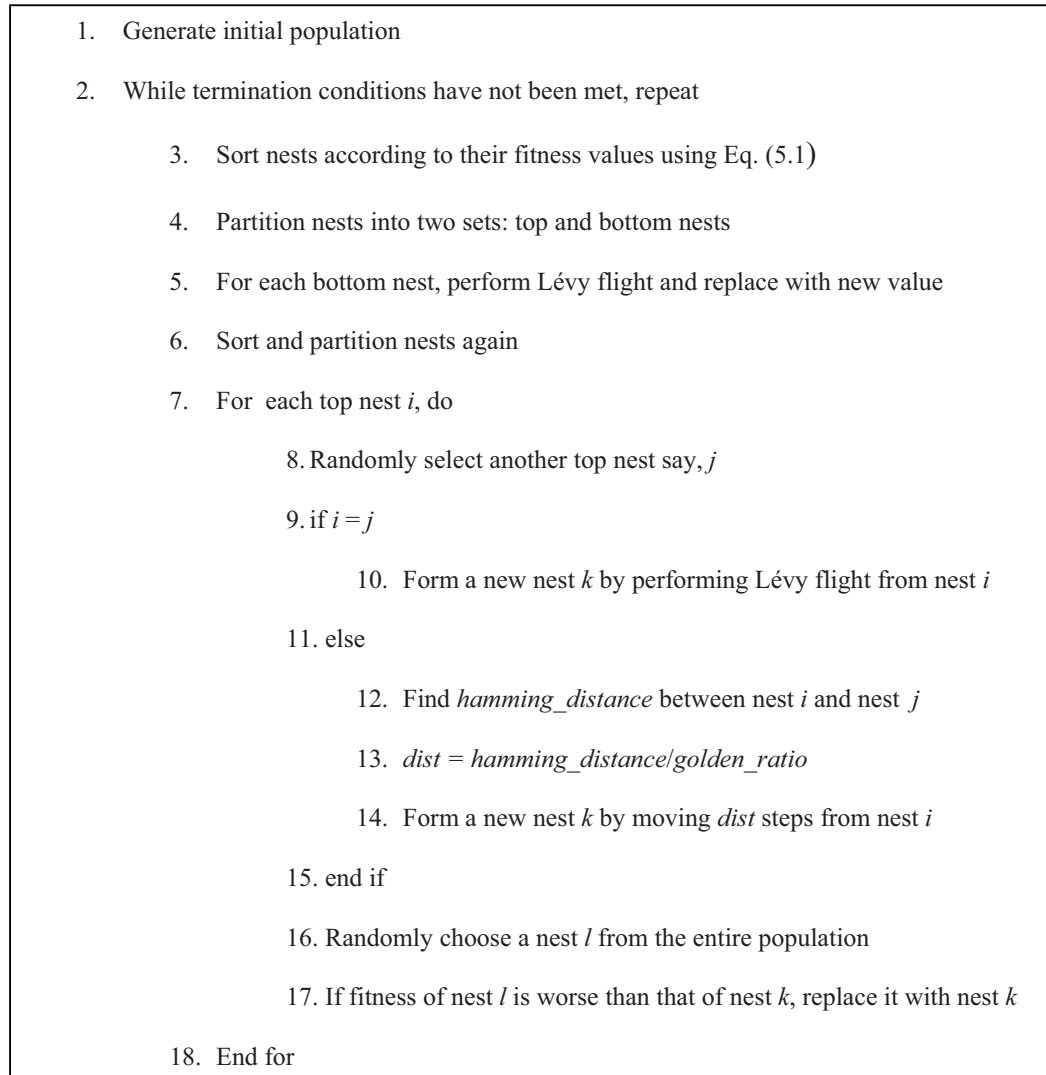 1. Generate initial population
2. While termination conditions have not been met, repeat
3. Sort nests according to their fitness values using Eq. (5.1)
4. Partition nests into two sets: top and bottom nests
5. For each bottom nest, perform Lévy flight and replace with new value
6. Sort and partition nests again
7. For each top nest i, do
8. Randomly select another top nest say, j
9. if i = j
10. Form a new nest k by performing Lévy flight from nest i
11. else
12. Find hamming_distance between nest i and nest j
13. dist = hamming_distance/golden_ratio
14. Form a new nest k by moving dist steps from nest i
15. end if
16. Randomly choose a nest l from the entire population
17. If fitness of nest l is worse than that of nest k, replace it with nest k
18. End for